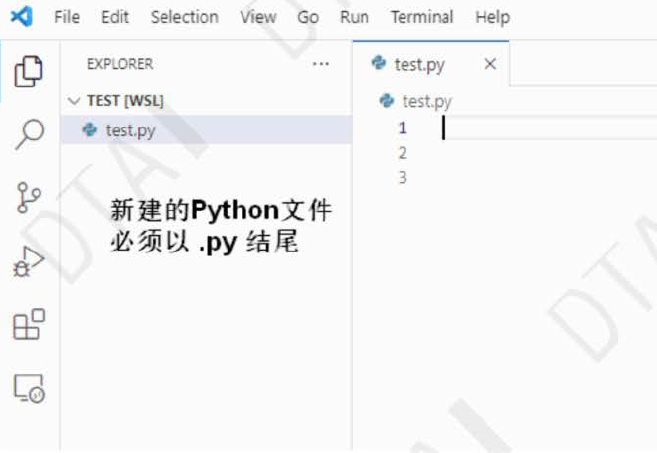 File Edit Selection View Go Run Terminal Help
EXPLORER ··· test.py ×
TEST [WSL] test.py
test.py 1
2
3
新建的Python文件
必须以 .py 结尾
DTAI
DTAI
DTAI
DTAI